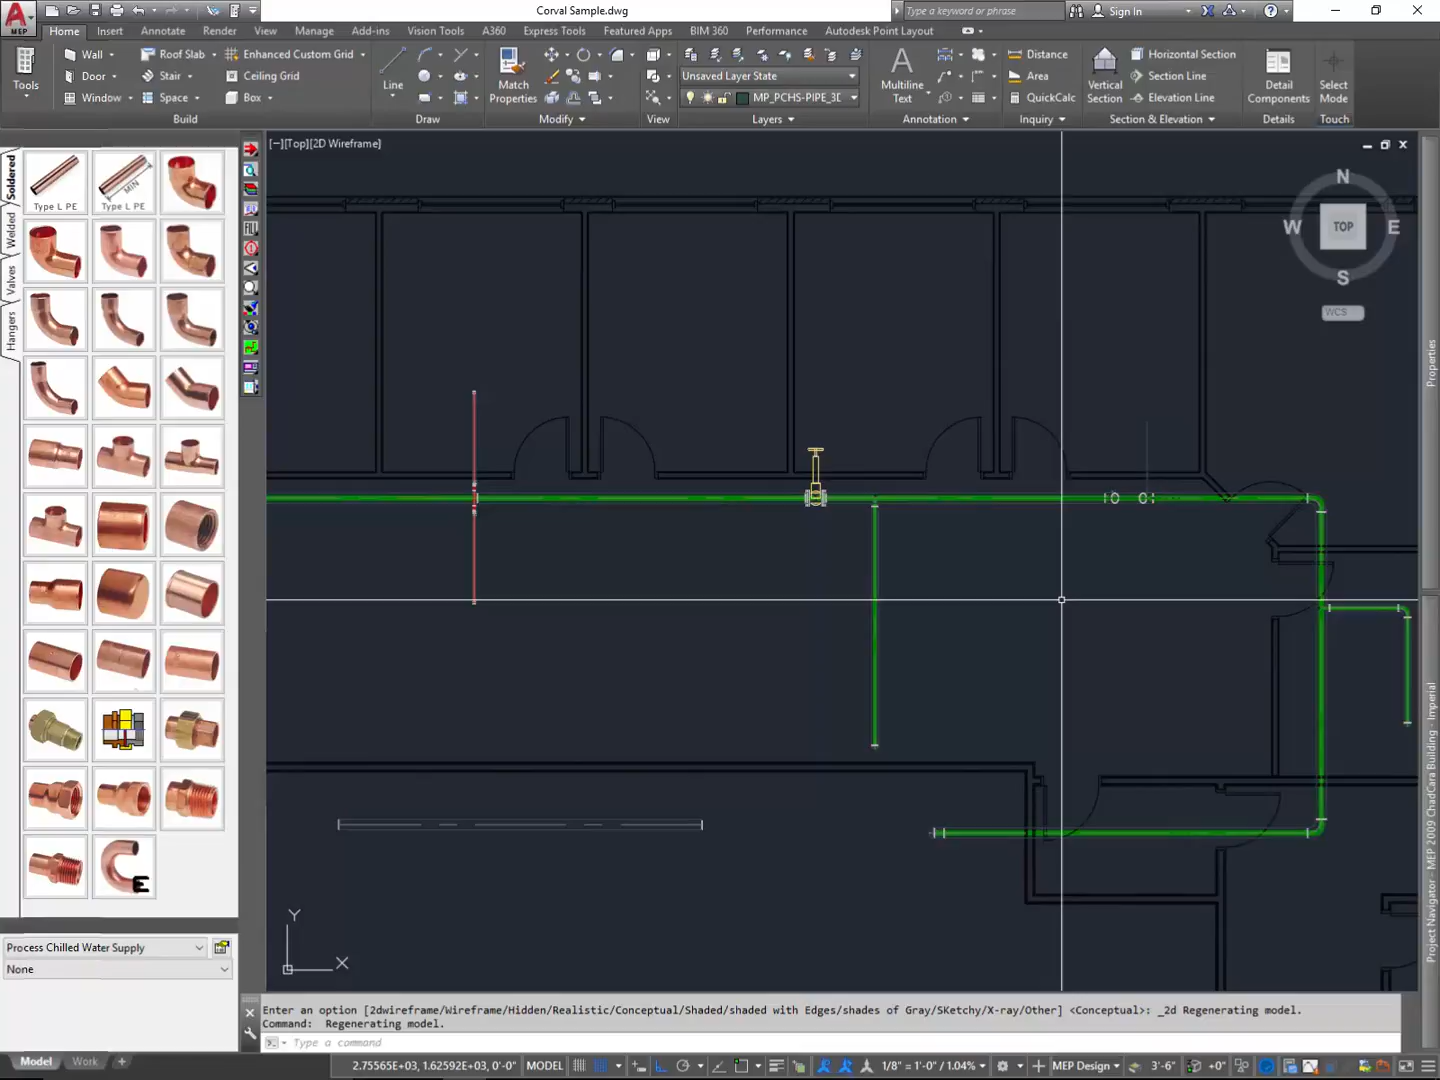 A MEP
Corval Sample.dwg
Type a keyword or phrase
Sign In
Home Insert Annotate Render View Manage Add-ins Vision Tools A360 Express Tools Featured Apps BIM 360 Performance Autodesk Point Layout
Tools
Wall
Door
Window
Roof Slab
Stair
Space
Enhanced Custom Grid
Ceiling Grid
Box
Build
Line
Draw
Match Properties
Modify
View
Unsaved Layer State
MP_PCHS-PIPE_3D
Layers
A
Multiline Text
Annotation
Distance
Area
QuickCalc
Inquiry
Vertical Section
Horizontal Section
Section Line
Elevation Line
Section & Elevation
Detail Components
Details
Select Mode
Touch
Soldered
Welded
Valves
Hangers
Type L PE
MIN
Type L PE
E
FILL
[−][Top][2D Wireframe]
N
W TOP E
S
WCS
Properties
Project Navigator - MEP 2009 ChadCara Building - Imperial
Y
X
Process Chilled Water Supply
None
Enter an option [2dwireframe/Wireframe/Hidden/Realistic/Conceptual/Shaded/shaded with Edges/shades of Gray/SKetchy/X-ray/Other] <Conceptual>: _2d Regenerating model.
Command: Regenerating model.
Type a command
Model Work +
2.75565E+03, 1.62592E+03, 0'-0" MODEL 1/8" = 1'-0" / 1.04% MEP Design 3'-6" +0"